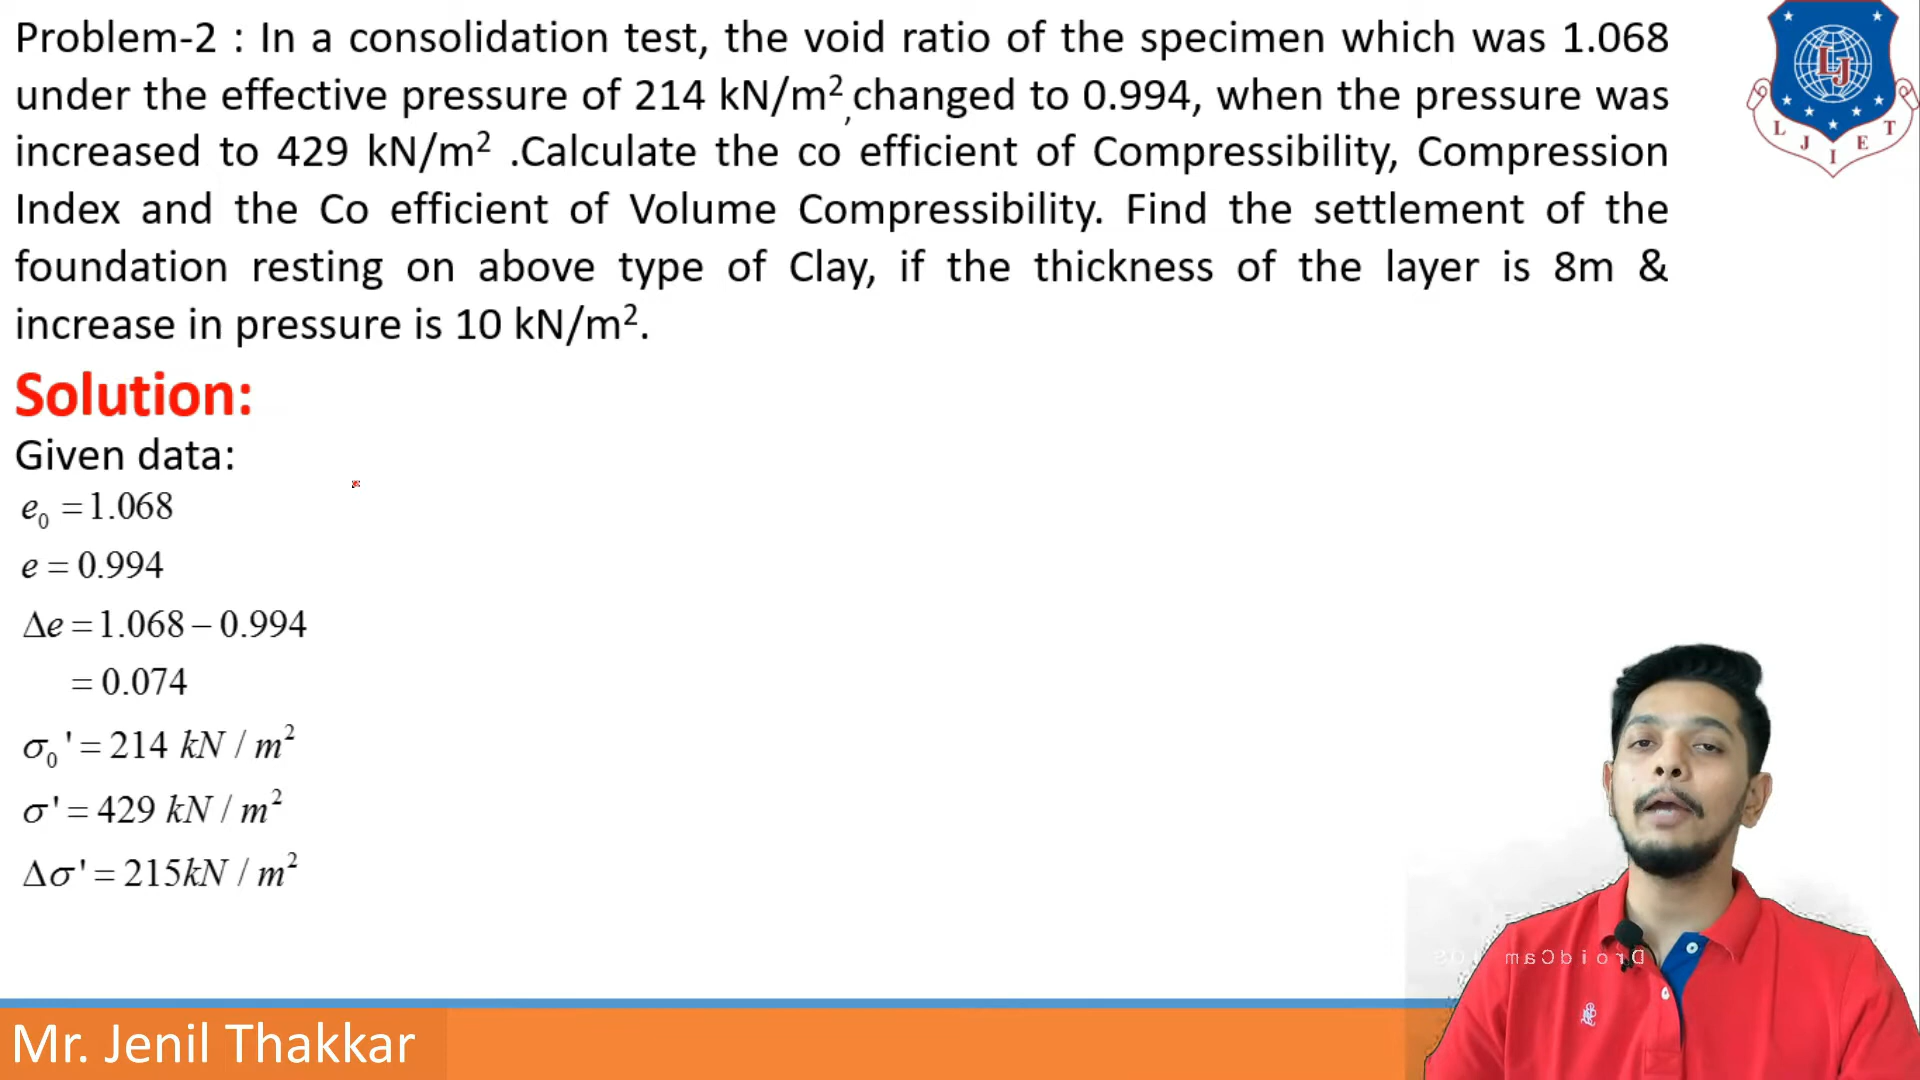 Problem-2 : In a consolidation test, the void ratio of the specimen which was 1.068
under the effective pressure of 214 kN/m², changed to 0.994, when the pressure was
increased to 429 kN/m² .Calculate the co efficient of Compressibility, Compression
Index and the Co efficient of Volume Compressibility. Find the settlement of the
foundation resting on above type of Clay, if the thickness of the layer is 8m &
increase in pressure is 10 kN/m².
LJ
L J I E T
Solution:
Given data:
e₀ = 1.068
e = 0.994
Δe = 1.068 − 0.994
= 0.074
σ₀' = 214 kN / m²
σ' = 429 kN / m²
Δσ' = 215kN / m²
DroidCam
Mr. Jenil Thakkar